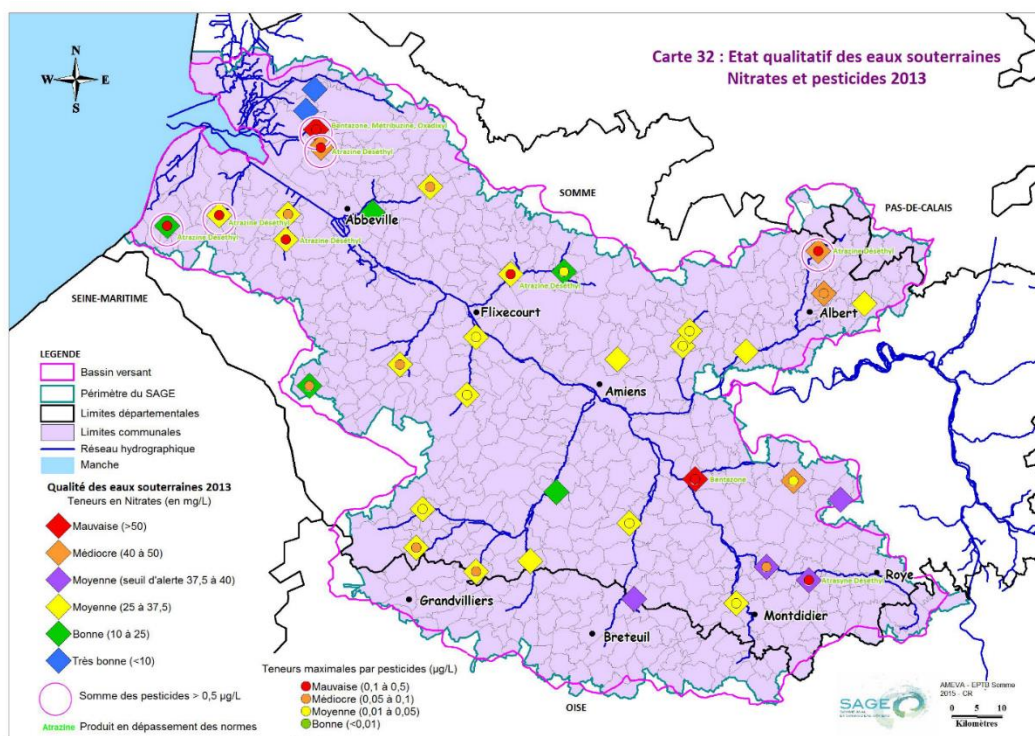 Carte 32 : Etat qualitatif des eaux souterraines
Nitrates et pesticides 2013
N
W E
S
Bentazone, Métribuzine, Oxadixyl
Atrazine Déséthyl
SOMME
PAS-DE-CALAIS
Abbeville
Atrazine Déséthyl
Atrazine Déséthyl
Atrazine Déséthyl
Atrazine Déséthyl
Atrazine Déséthyl
SEINE-MARITIME
Flixecourt
Albert
Amiens
Bentazone
Atrasyne Déséthyl
Roye
Grandvilliers
Montdidier
Breteuil
OISE
LEGENDE
Bassin versant
Périmètre du SAGE
Limites départementales
Limites communales
Réseau hydrographique
Manche
Qualité des eaux souterraines 2013
Teneurs en Nitrates (en mg/L)
Mauvaise (>50)
Médiocre (40 à 50)
Moyenne (seuil d'alerte 37,5 à 40)
Moyenne (25 à 37,5)
Bonne (10 à 25)
Très bonne (<10)
Somme des pesticides > 0,5 µg/L
Atrazine Produit en dépassement des normes
Teneurs maximales par pesticides (µg/L)
Mauvaise (0,1 à 0,5)
Médiocre (0,05 à 0,1)
Moyenne (0,01 à 0,05)
Bonne (<0,01)
SAGE
AMEVA - EPTB Somme
2015 - CR
0 5 10
Kilomètres